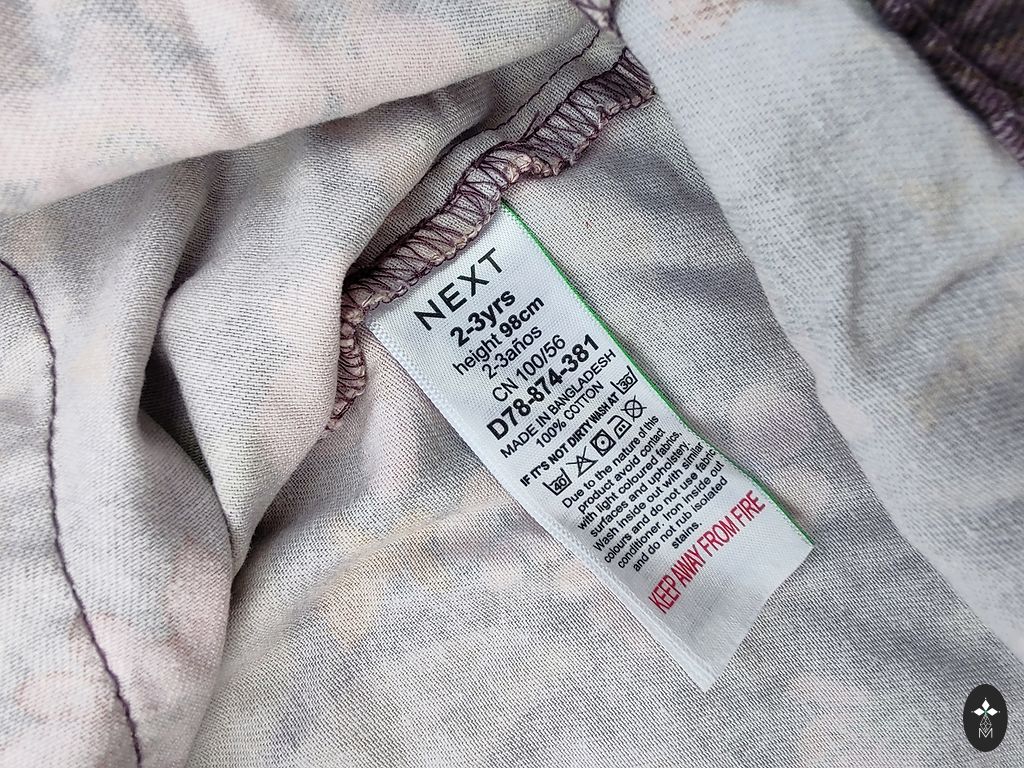 NEXT
2-3yrs
height 98cm
2-3años
CN 100/56
D78-874-381
MADE IN BANGLADESH
100% COTTON
IF IT'S NOT DIRTY WASH AT 30
40
Due to the nature of this
product avoid contact
with light coloured fabrics,
surfaces and upholstery.
Wash inside out with similar
colours and do not use fabric
conditioner. Iron inside out
and do not rub isolated
stains.
KEEP AWAY FROM FIRE
M